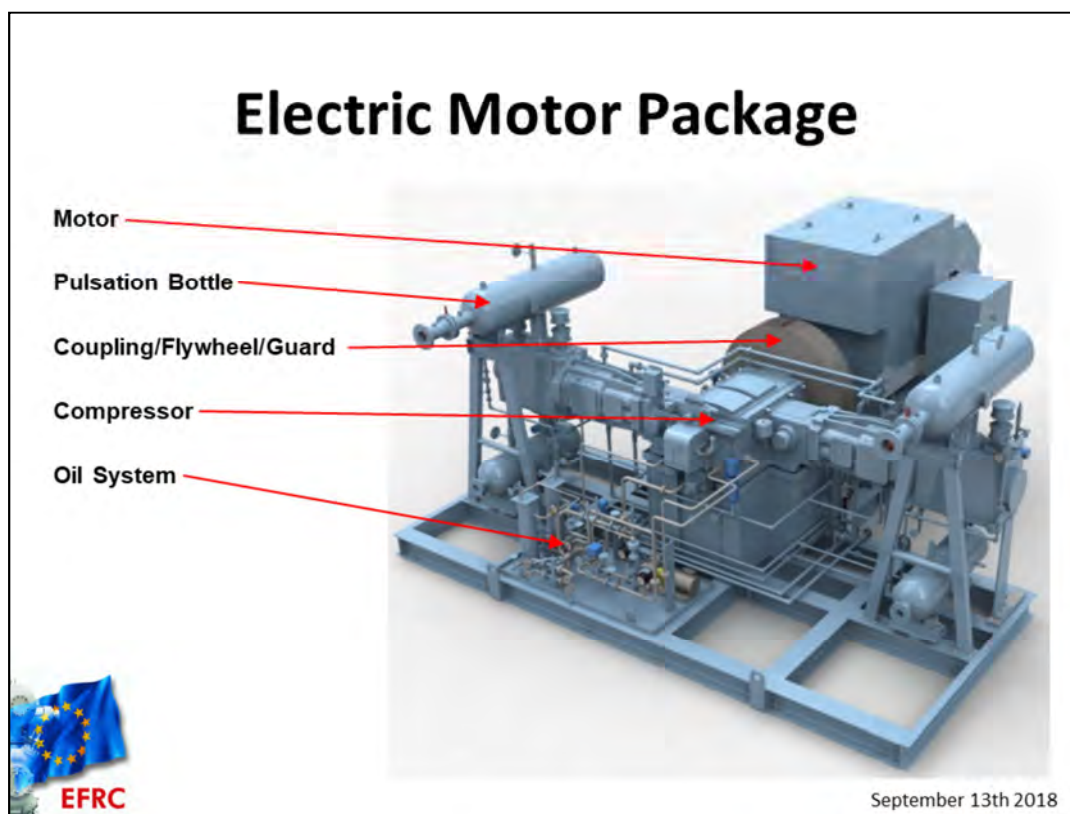 Electric Motor Package
Motor
Pulsation Bottle
Coupling/Flywheel/Guard
Compressor
Oil System
EFRC
September 13th 2018